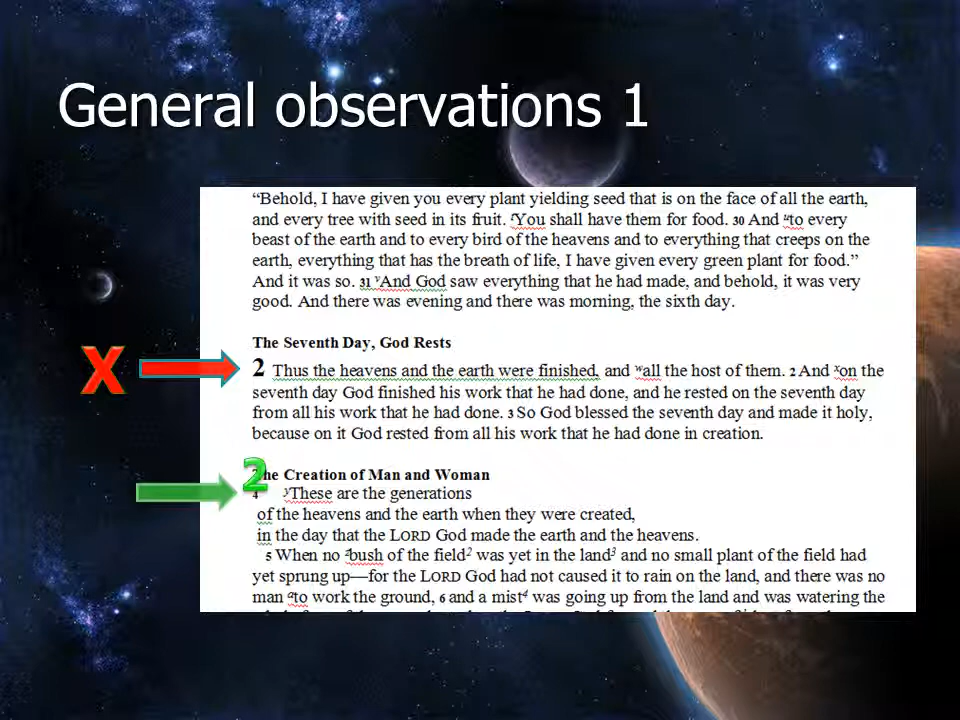 General observations 1
“Behold, I have given you every plant yielding seed that is on the face of all the earth,
and every tree with seed in its fruit. tYou shall have them for food. 30 And uto every
beast of the earth and to every bird of the heavens and to everything that creeps on the
earth, everything that has the breath of life, I have given every green plant for food.”
And it was so. 31 vAnd God saw everything that he had made, and behold, it was very
good. And there was evening and there was morning, the sixth day.
The Seventh Day, God Rests
X
2 Thus the heavens and the earth were finished, and wall the host of them. 2 And xon the
seventh day God finished his work that he had done, and he rested on the seventh day
from all his work that he had done. 3 So God blessed the seventh day and made it holy,
because on it God rested from all his work that he had done in creation.
2
The Creation of Man and Woman
4 yThese are the generations
of the heavens and the earth when they were created,
in the day that the LORD God made the earth and the heavens.
5 When no zbush of the field2 was yet in the land3 and no small plant of the field had
yet sprung up—for the LORD God had not caused it to rain on the land, and there was no
man ato work the ground, 6 and a mist4 was going up from the land and was watering the